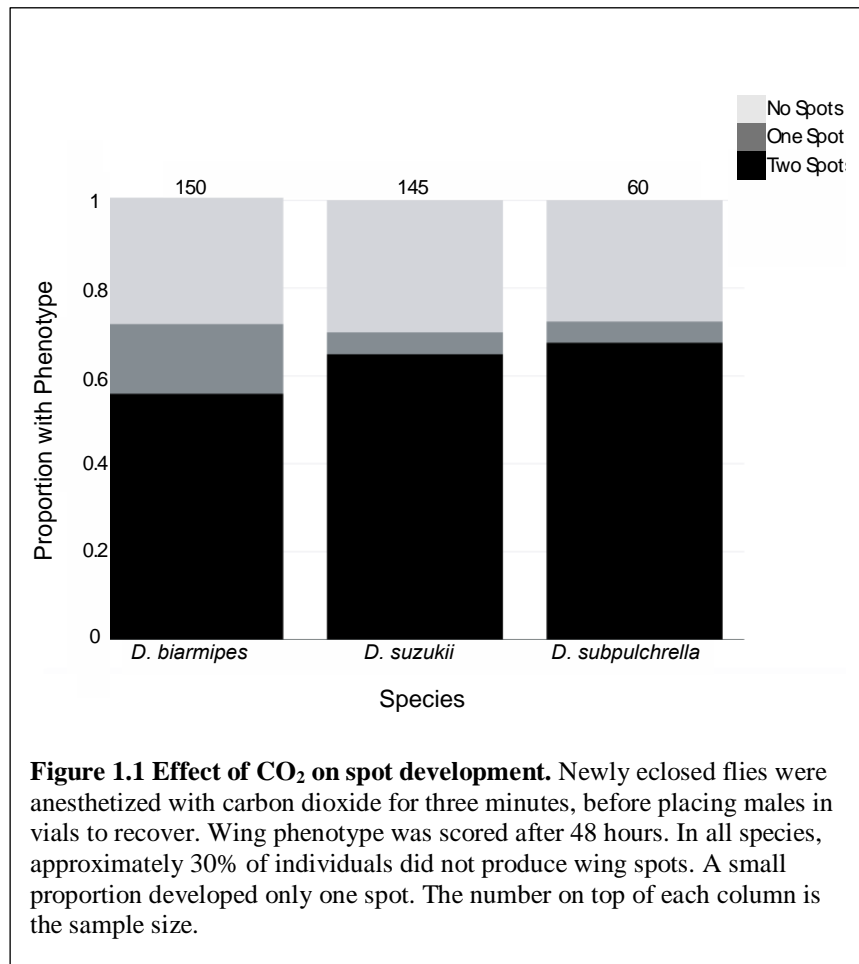 No Spots
One Spot
Two Spots
150 145 60
1
0.8
0.6
0.4
0.2
0
Proportion with Phenotype
D. biarmipes D. suzukii D. subpulchrella
Species
Figure 1.1 Effect of CO₂ on spot development. Newly eclosed flies were
anesthetized with carbon dioxide for three minutes, before placing males in
vials to recover. Wing phenotype was scored after 48 hours. In all species,
approximately 30% of individuals did not produce wing spots. A small
proportion developed only one spot. The number on top of each column is
the sample size.